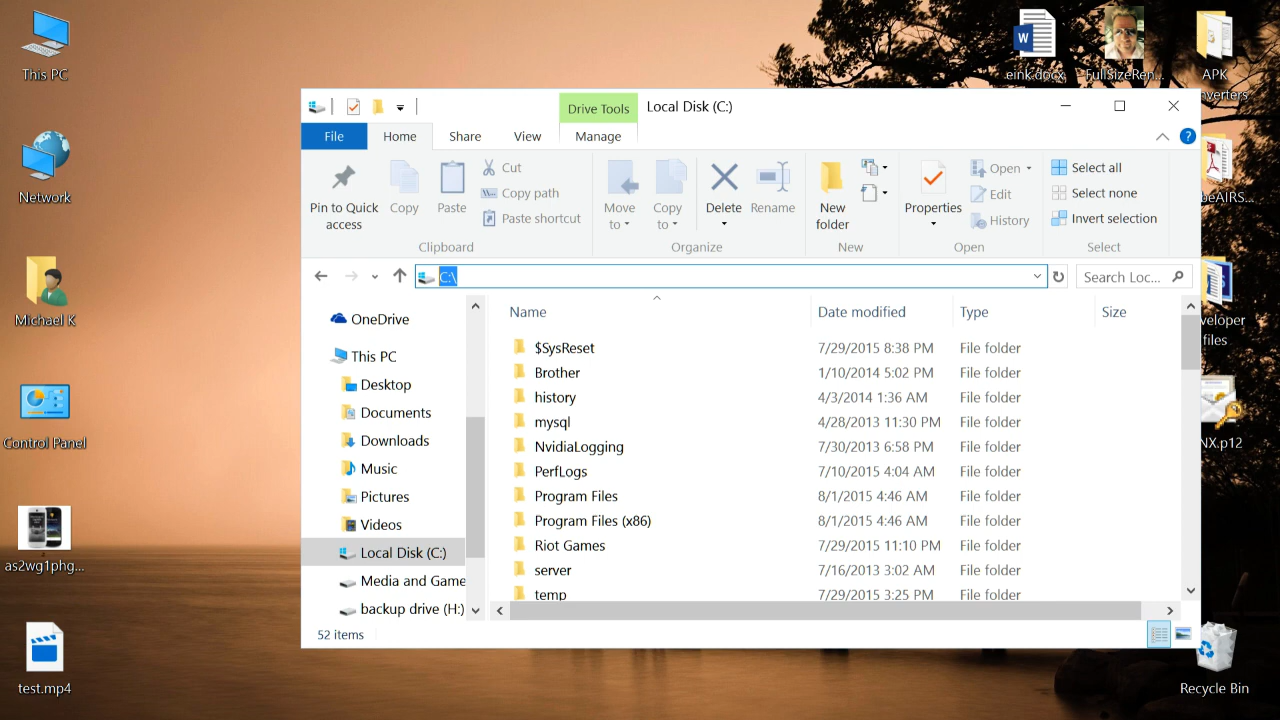 This PC
Network
Michael K
Control Panel
as2wg1phg...
test.mp4
eink.docx
FullSizeRen...
APK
Drive Tools
Local Disk (C:)
File
Home
Share
View
Manage
Pin to Quick access
Copy
Paste
Cut
Copy path
Paste shortcut
Clipboard
Move to
Copy to
Delete
Rename
Organize
New folder
New
Properties
Open
Edit
History
Open
Select all
Select none
Invert selection
Select
C:\
Search Loc...
OneDrive
This PC
Desktop
Documents
Downloads
Music
Pictures
Videos
Local Disk (C:)
Media and Game
backup drive (H:)
Name Date modified Type Size
$SysReset 7/29/2015 8:38 PM File folder
Brother 1/10/2014 5:02 PM File folder
history 4/3/2014 1:36 AM File folder
mysql 4/28/2013 11:30 PM File folder
NvidiaLogging 7/30/2013 6:58 PM File folder
PerfLogs 7/10/2015 4:04 AM File folder
Program Files 8/1/2015 4:46 AM File folder
Program Files (x86) 8/1/2015 4:46 AM File folder
Riot Games 7/29/2015 11:10 PM File folder
server 7/16/2013 3:02 AM File folder
temp 7/29/2015 3:25 PM File folder
52 items
files
Recycle Bin